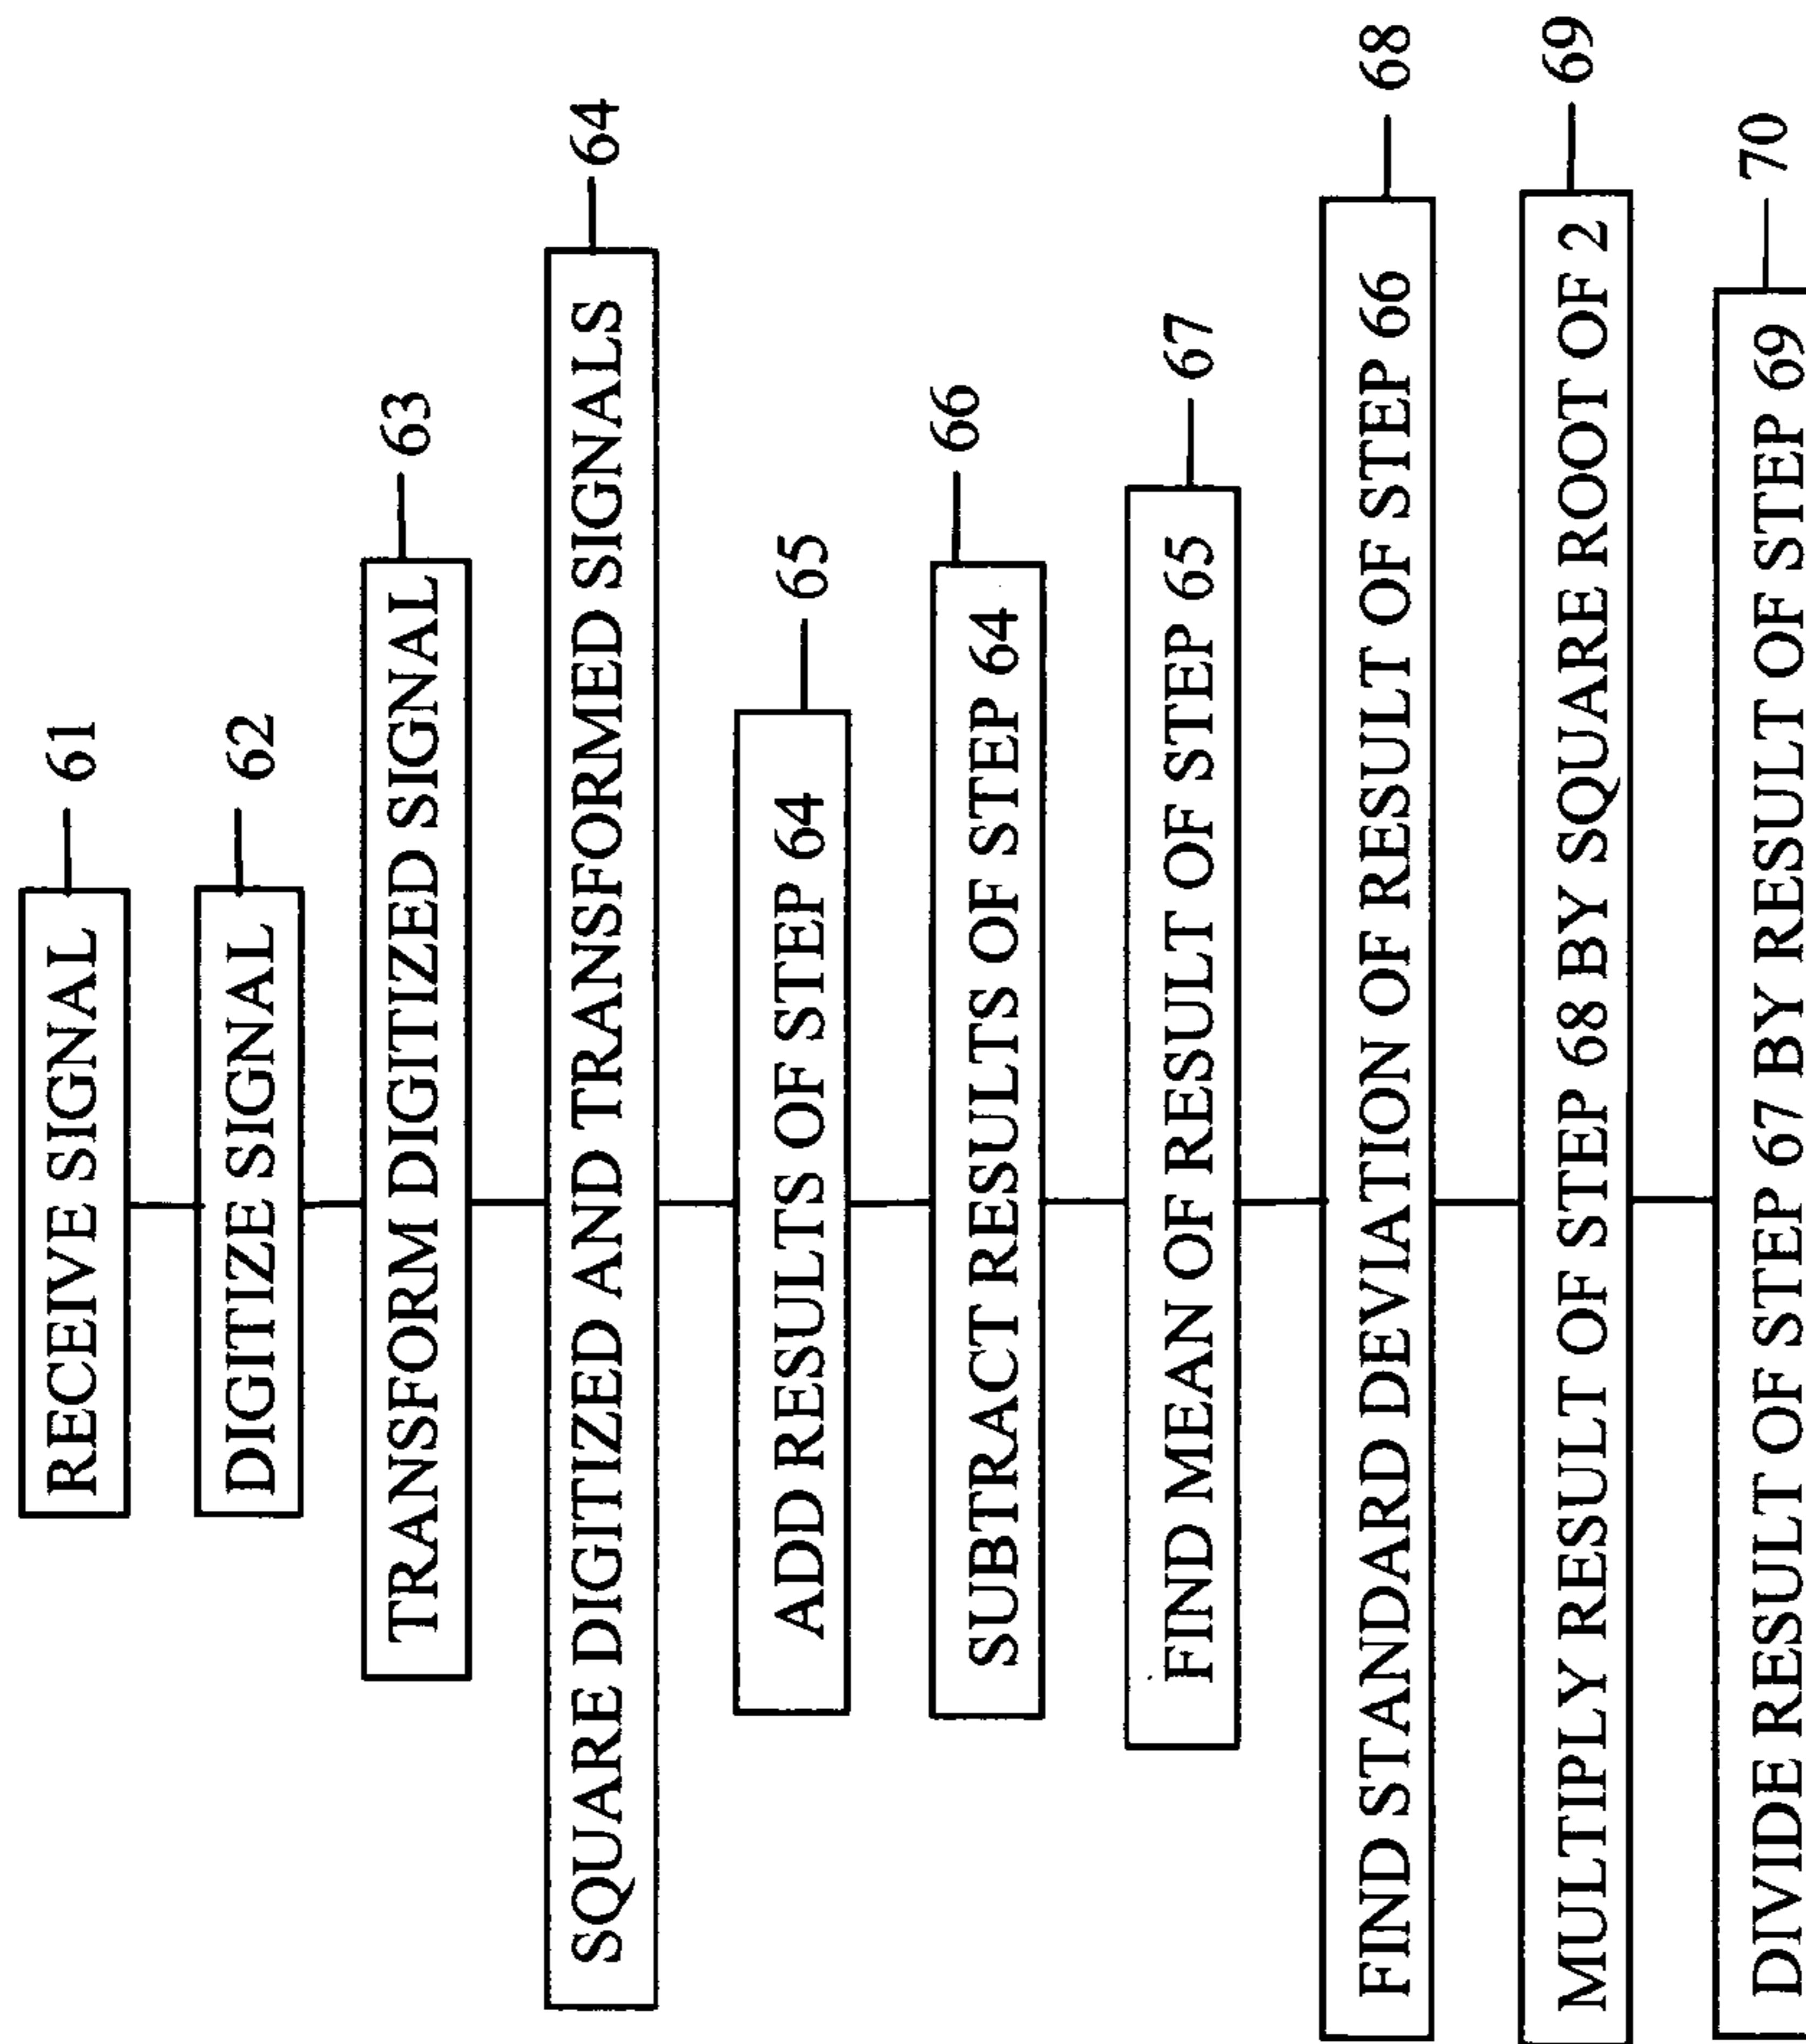 RECEIVE SIGNAL 61
DIGITIZE SIGNAL 62
TRANSFORM DIGITIZED SIGNAL 63
SQUARE DIGITIZED AND TRANSFORMED SIGNALS 64
ADD RESULTS OF STEP 64 65
SUBTRACT RESULTS OF STEP 64 66
FIND MEAN OF RESULT OF STEP 65 67
FIND STANDARD DEVIATION OF RESULT OF STEP 66 68
MULTIPLY RESULT OF STEP 68 BY SQUARE ROOT OF 2 69
DIVIDE RESULT OF STEP 67 BY RESULT OF STEP 69 70